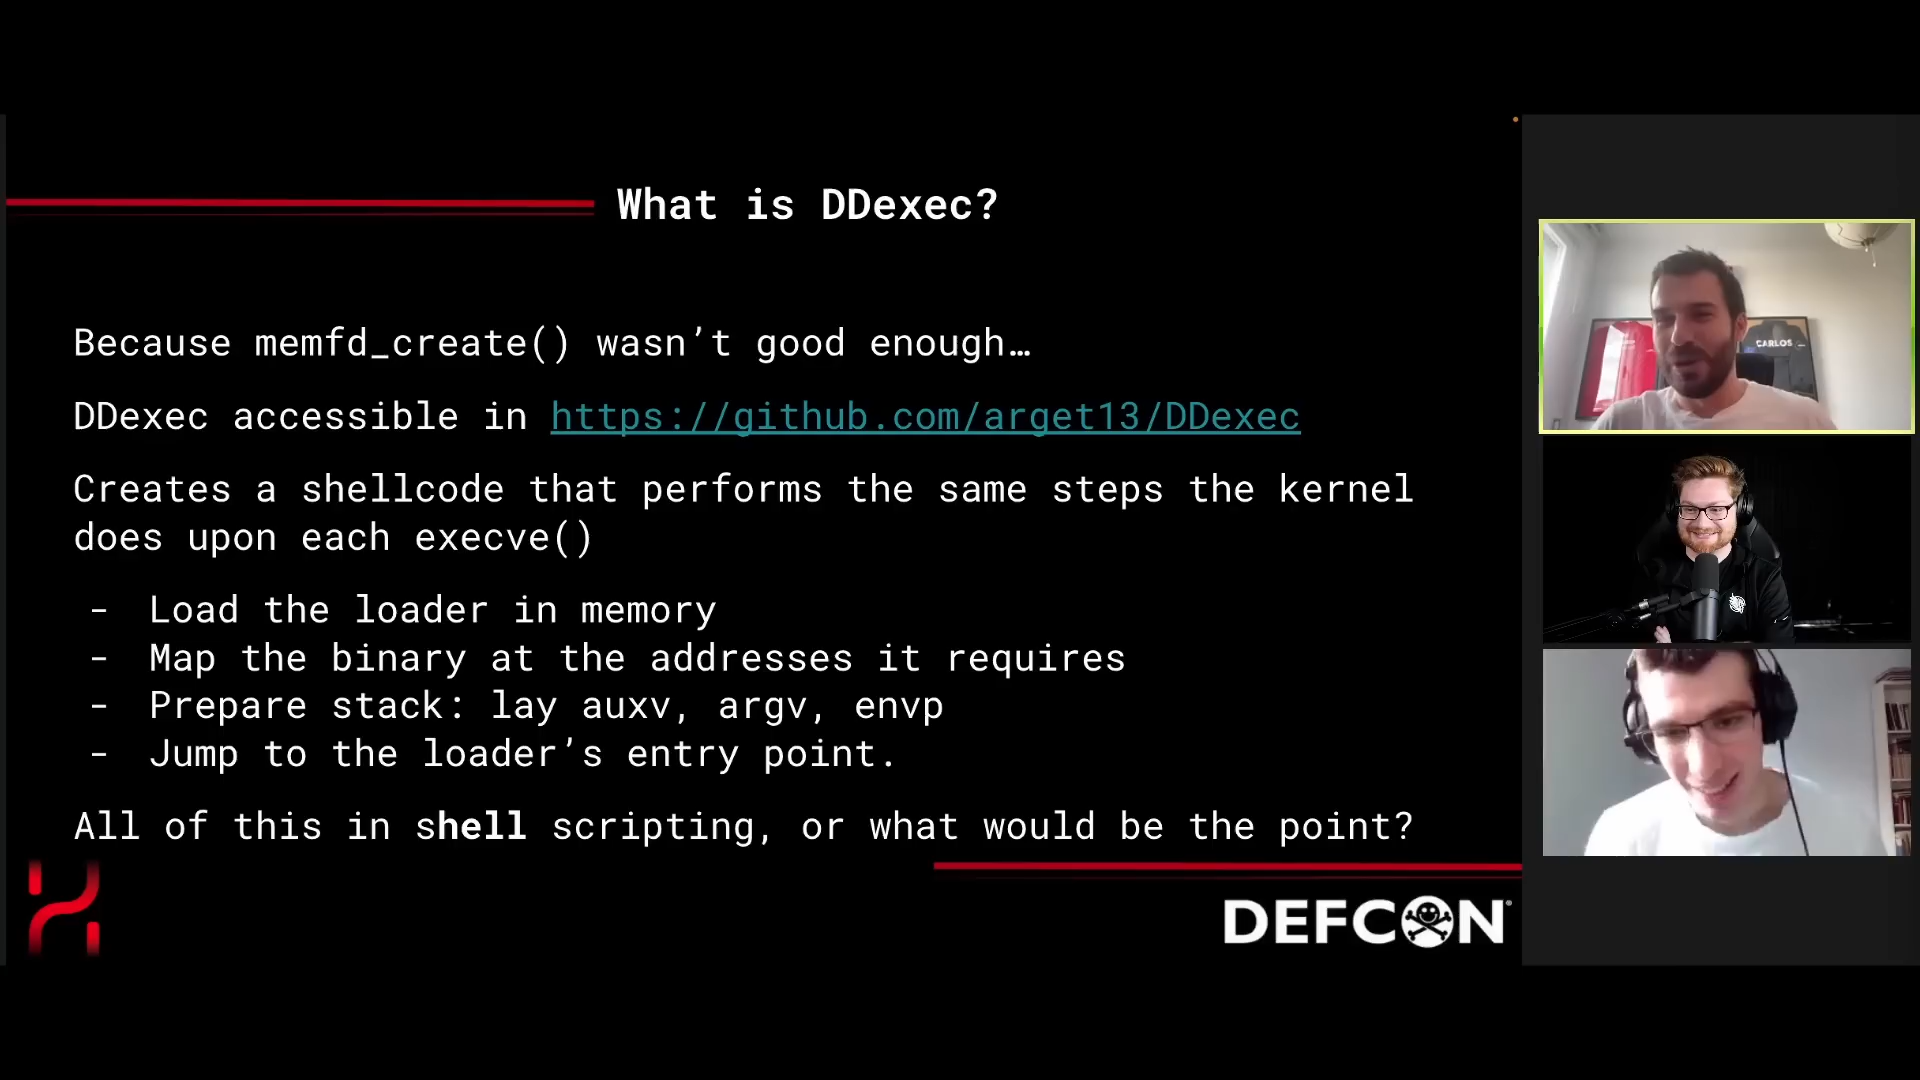 What is DDexec?
Because memfd_create() wasn’t good enough…
DDexec accessible in https://github.com/arget13/DDexec
Creates a shellcode that performs the same steps the kernel
does upon each execve()
- Load the loader in memory
- Map the binary at the addresses it requires
- Prepare stack: lay auxv, argv, envp
- Jump to the loader’s entry point.
All of this in shell scripting, or what would be the point?
DEFCON
CARLOS